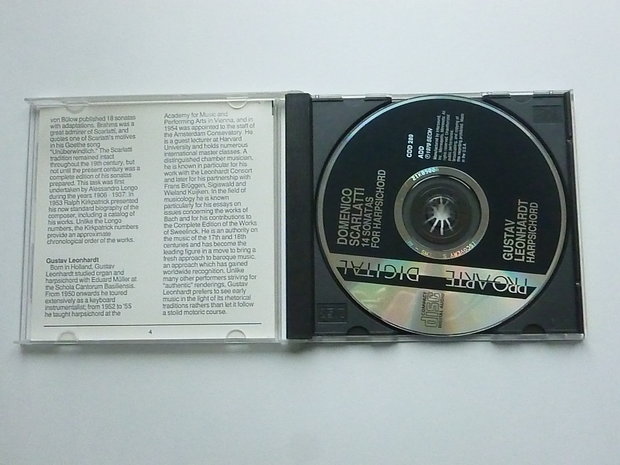 von Bülow published 18 sonatas
with adaptations. Brahms was a
great admirer of Scarlatti, and
quotes one of Scarlatti's motives
in his Goethe song
"Unüberwindlich." The Scarlatti
tradition remained intact
throughout the 19th century, but
not until the present century was a
complete edition of his sonatas
prepared. This task was first
undertaken by Alessandro Longo
during the years 1906 - 1937. In
1953 Ralph Kirkpatrick presented
his now standard biography of the
composer, including a catalog of
his works. Unlike the Longo
numbers, the Kirkpatrick numbers
provide an approximate
chronological order of the works.
Gustav Leonhardt
Born in Holland, Gustav
Leonhardt studied organ and
harpsichord with Eduard Müller at
the Schola Cantorum Basiliensis.
From 1950 onwards he toured
extensively as a keyboard
instrumentalist; from 1952 to '55
he taught harpsichord at the
Academy for Music and
Performing Arts in Vienna, and in
1954 was appointed to the staff of
the Amsterdam Conservatory. He
is a guest lecturer at Harvard
University and holds numerous
international master classes. A
distinguished chamber musician,
he is known in particular for his
work with the Leonhardt Consort
and later for his partnership with
Frans Brüggen, Sigiswald and
Wieland Kuijken. In the field of
musicology he is known
particularly for his essays on
issues concerning the works of
Bach and for his contributions to
the Complete Edition of the Works
of Sweelinck. He is an authority on
the music of the 17th and 18th
centuries and has become the
leading figure in a move to bring a
fresh approach to baroque music,
an approach which has gained
worldwide recognition. Unlike
many other performers striving for
"authentic" renderings, Gustav
Leonhardt prefers to see early
music in the light of its rhetorical
traditions rathers than let it follow
a stolid motoric course.
4
PRO ARTE DIGITAL
DOMENICO
SCARLATTI
14 SONATAS
FOR HARPSICHORD
GUSTAV
LEONHARDT
HARPSICHORD
CDD 289
ADD
COMPACT
disc
DIGITAL AUDIO